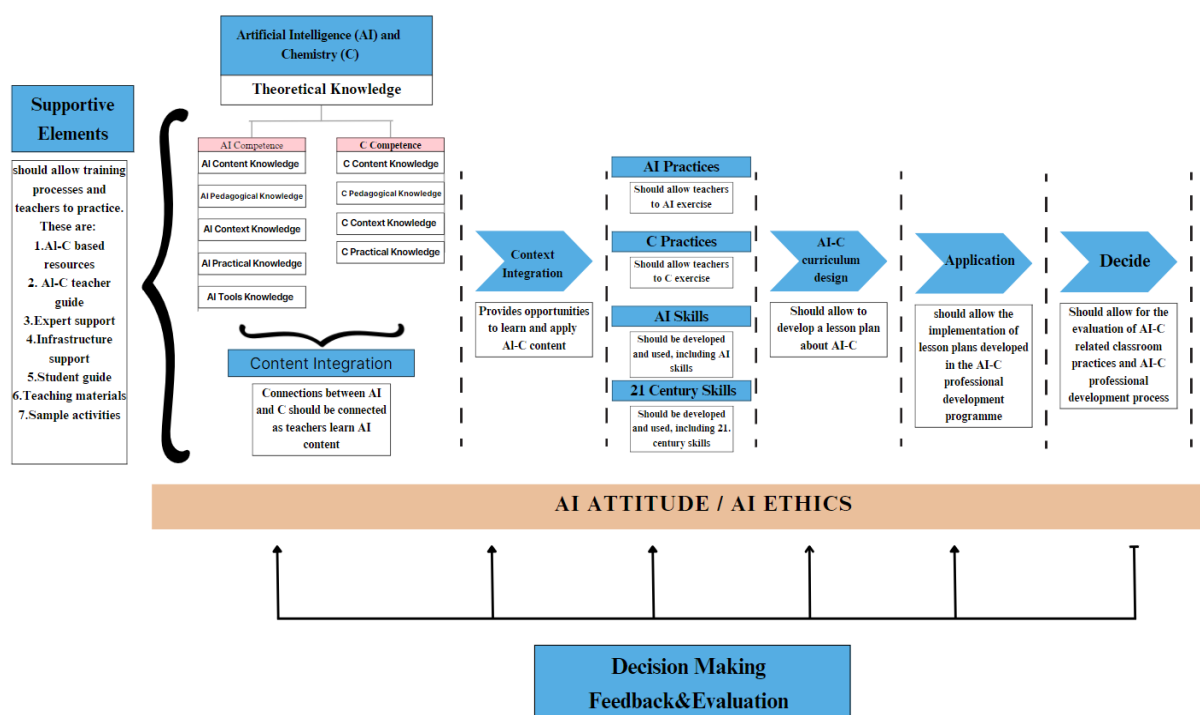 Supportive
Elements
should allow training
processes and
teachers to practice.
These are:
1.AI-C based
resources
2. AI-C teacher
guide
3.Expert support
4.Infrastructure
support
5.Student guide
6.Teaching materials
7.Sample activities
Artificial Intelligence (AI) and
Chemistry (C)
Theoretical Knowledge
AI Competence
AI Content Knowledge
AI Pedagogical Knowledge
AI Context Knowledge
AI Practical Knowledge
AI Tools Knowledge
C Competence
C Content Knowledge
C Pedagogical Knowledge
C Context Knowledge
C Practical Knowledge
Content Integration
Connections between AI
and C should be connected
as teachers learn AI
content
Context
Integration
Provides opportunities
to learn and apply
AI-C content
AI Practices
Should allow teachers
to AI exercise
C Practices
Should allow teachers
to C exercise
AI Skills
Should be developed
and used, including AI
skills
21 Century Skills
Should be developed
and used, including 21.
century skills
AI-C
curriculum
design
Should allow to
develop a lesson plan
about AI-C
Application
should allow the
implementation of
lesson plans developed
in the AI-C
professional
development
programme
Decide
Should allow for the
evaluation of AI-C
related classroom
practices and AI-C
professional
development process
AI ATTITUDE / AI ETHICS
Decision Making
Feedback&Evaluation